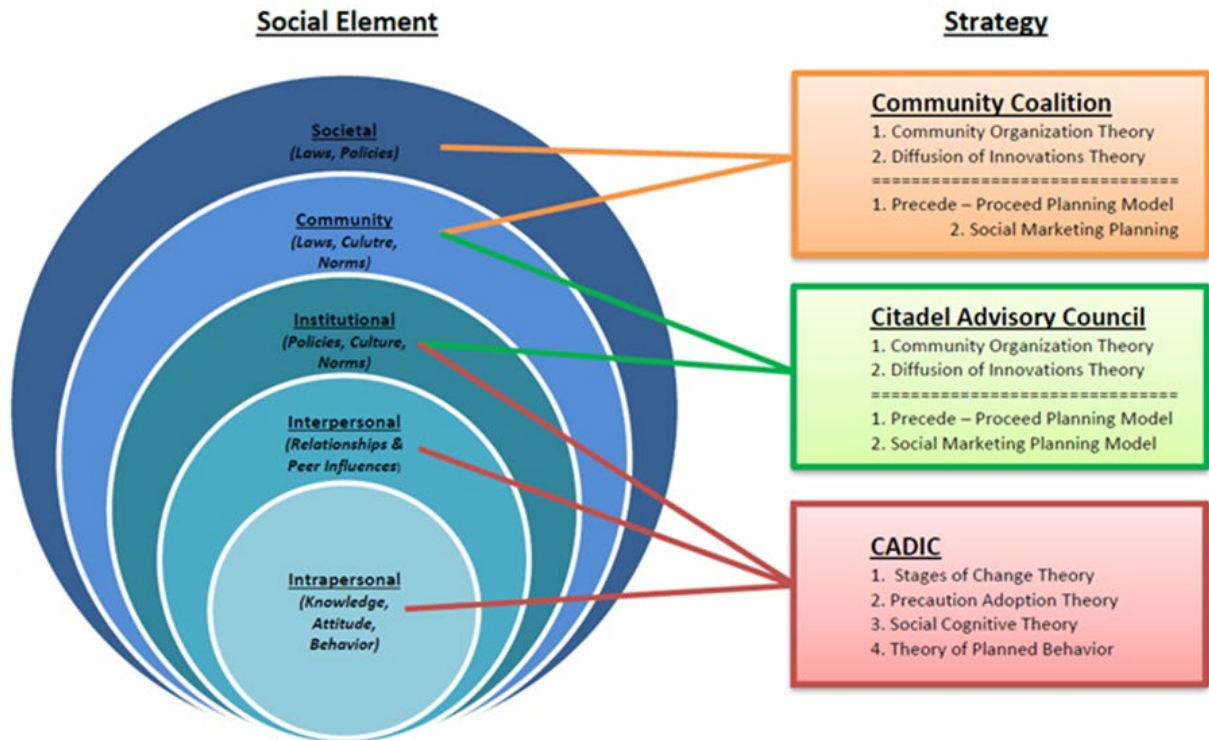 Social Element
Strategy
Societal
(Laws, Policies)
Community
(Laws, Culutre,
Norms)
Institutional
(Policies, Culture,
Norms)
Interpersonal
(Relationships &
Peer Influences)
Intrapersonal
(Knowledge,
Attitude,
Behavior)
Community Coalition
1. Community Organization Theory
2. Diffusion of Innovations Theory
===============================
1. Precede – Proceed Planning Model
2. Social Marketing Planning
Citadel Advisory Council
1. Community Organization Theory
2. Diffusion of Innovations Theory
===============================
1. Precede – Proceed Planning Model
2. Social Marketing Planning Model
CADIC
1. Stages of Change Theory
2. Precaution Adoption Theory
3. Social Cognitive Theory
4. Theory of Planned Behavior